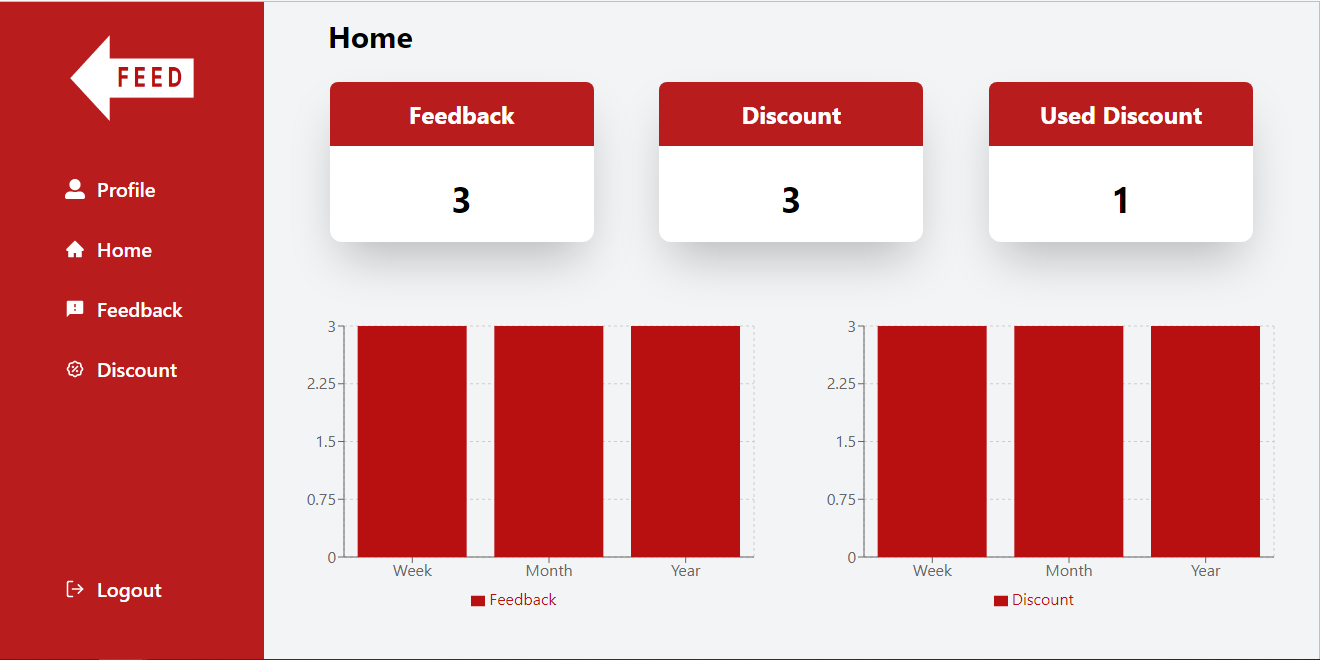 FEED
Profile
Home
Feedback
Discount
Logout
Home
Feedback
3
Discount
3
Used Discount
1
3
2.25
1.5
0.75
0
Week Month Year
Feedback
3
2.25
1.5
0.75
0
Week Month Year
Discount